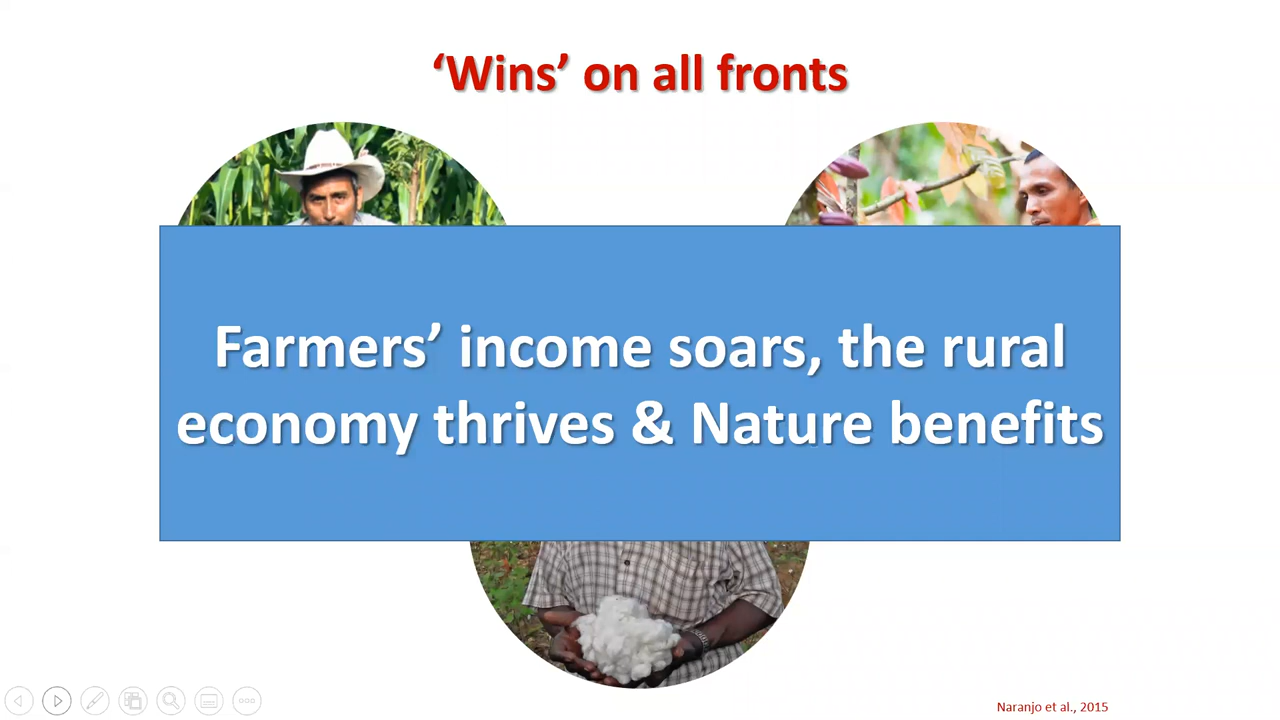 ‘Wins’ on all fronts
Farmers’ income soars, the rural
economy thrives & Nature benefits
Naranjo et al., 2015